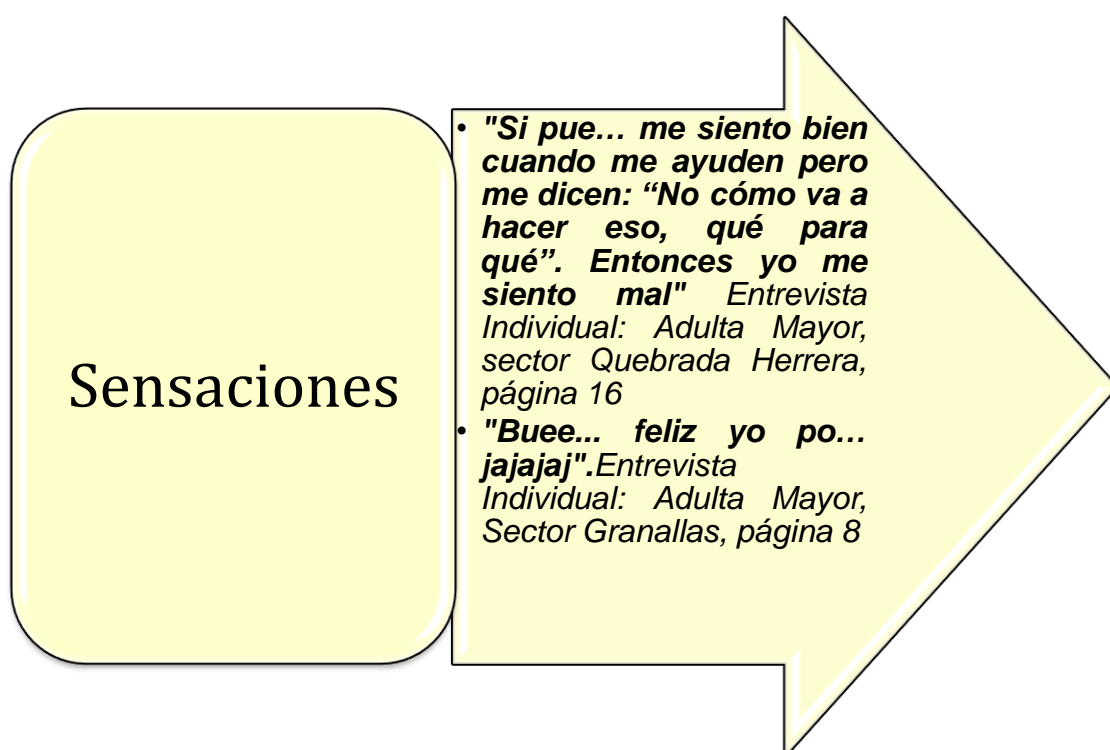 Sensaciones
• "Si pue… me siento bien
cuando me ayuden pero
me dicen: “No cómo va a
hacer eso, qué para
qué”. Entonces yo me
siento mal" Entrevista
Individual: Adulta Mayor,
sector Quebrada Herrera,
página 16
• "Buee... feliz yo po…
jajajaj".Entrevista
Individual: Adulta Mayor,
Sector Granallas, página 8